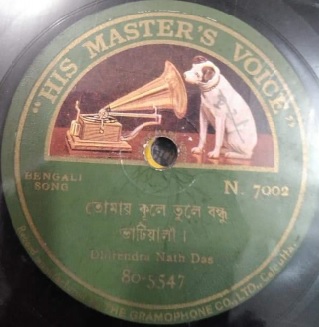 "HIS MASTER'S VOICE"
BENGALI
SONG
N. 7002
তোমায় কূলে তুলে বন্ধু
ভাটিয়ালী।
Dhirendra Nath Das
80-5547
THE GRAMOPHONE CO., LTD., Calcutta.